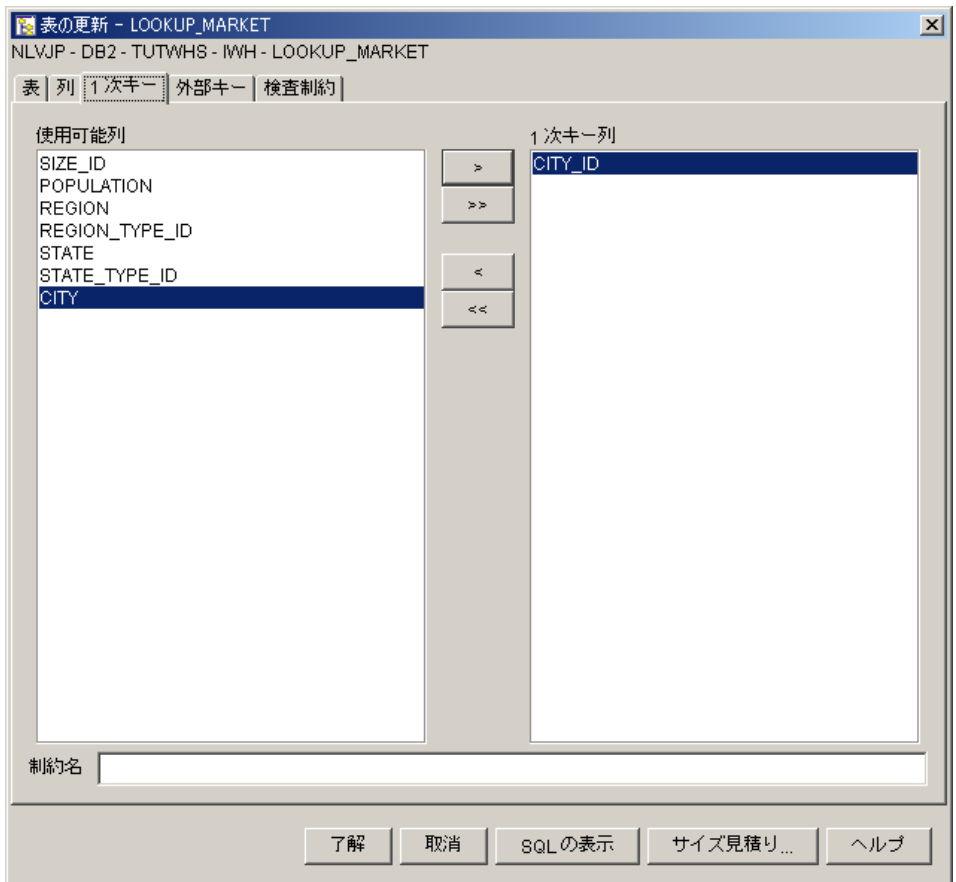 表の更新 - LOOKUP_MARKET
NLVJP - DB2 - TUTWHS - IWH - LOOKUP_MARKET
表 列 1 次キー 外部キー 検査制約
使用可能列 1 次キー列
SIZE_ID > CITY_ID
POPULATION
REGION >>
REGION_TYPE_ID
STATE
STATE_TYPE_ID <
CITY
<<
制約名
了解 取消 SQL の表示 サイズ見積り... ヘルプ